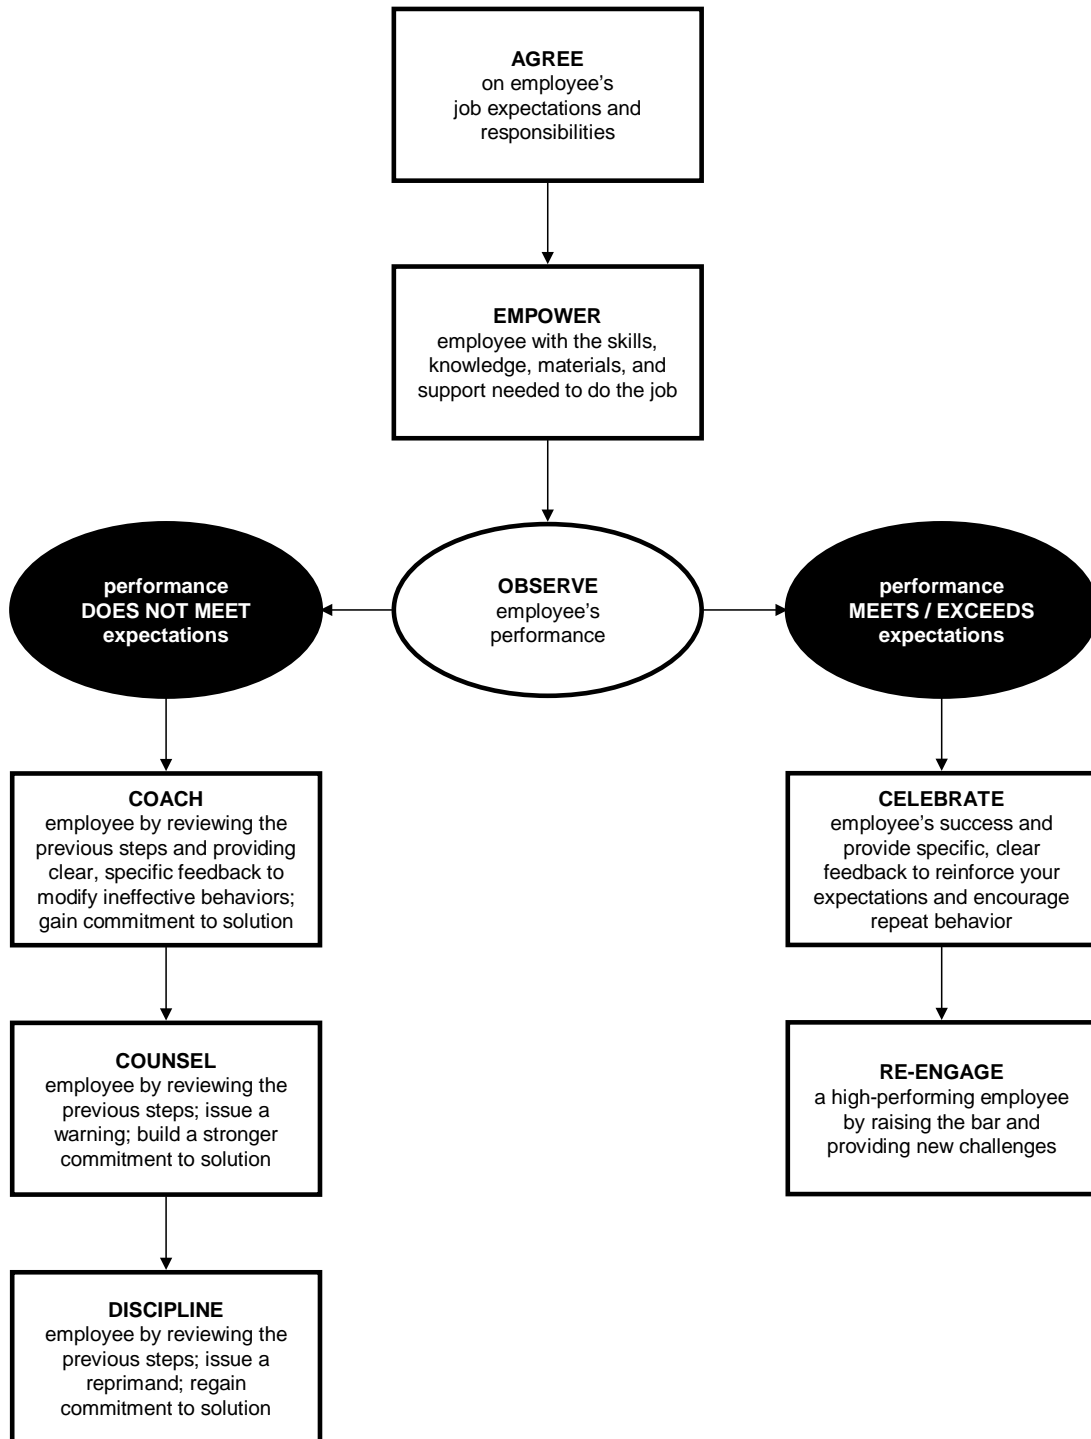 AGREE
on employee’s
job expectations and
responsibilities
EMPOWER
employee with the skills,
knowledge, materials, and
support needed to do the job
OBSERVE
employee’s
performance
performance
DOES NOT MEET
expectations
COACH
employee by reviewing the
previous steps and providing
clear, specific feedback to
modify ineffective behaviors;
gain commitment to solution
COUNSEL
employee by reviewing the
previous steps; issue a
warning; build a stronger
commitment to solution
DISCIPLINE
employee by reviewing the
previous steps; issue a
reprimand; regain
commitment to solution
performance
MEETS / EXCEEDS
expectations
CELEBRATE
employee’s success and
provide specific, clear
feedback to reinforce your
expectations and encourage
repeat behavior
RE-ENGAGE
a high-performing employee
by raising the bar and
providing new challenges